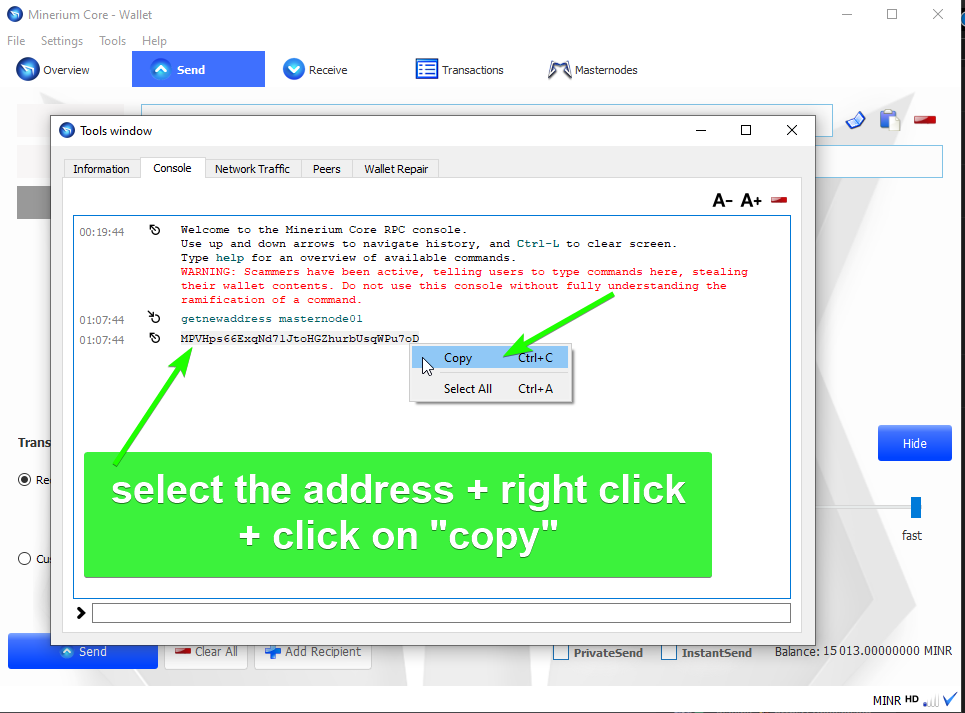 Minerium Core - Wallet
File Settings Tools Help
Overview Send Receive Transactions Masternodes
Tools window
Information Console Network Traffic Peers Wallet Repair
A- A+
00:19:44 Welcome to the Minerium Core RPC console.
Use up and down arrows to navigate history, and Ctrl-L to clear screen.
Type help for an overview of available commands.
WARNING: Scammers have been active, telling users to type commands here, stealing
their wallet contents. Do not use this console without fully understanding the
ramification of a command.
01:07:44 getnewaddress masternode01
01:07:44 MPVHps66ExqNd71JtoHGZhurbUsqWPu7oD
Copy Ctrl+C
Select All Ctrl+A
Trans
Hide
Re
fast
Cu
select the address + right click
+ click on "copy"
Send Clear All Add Recipient PrivateSend InstantSend Balance: 15 013.00000000 MINR
MINR HD